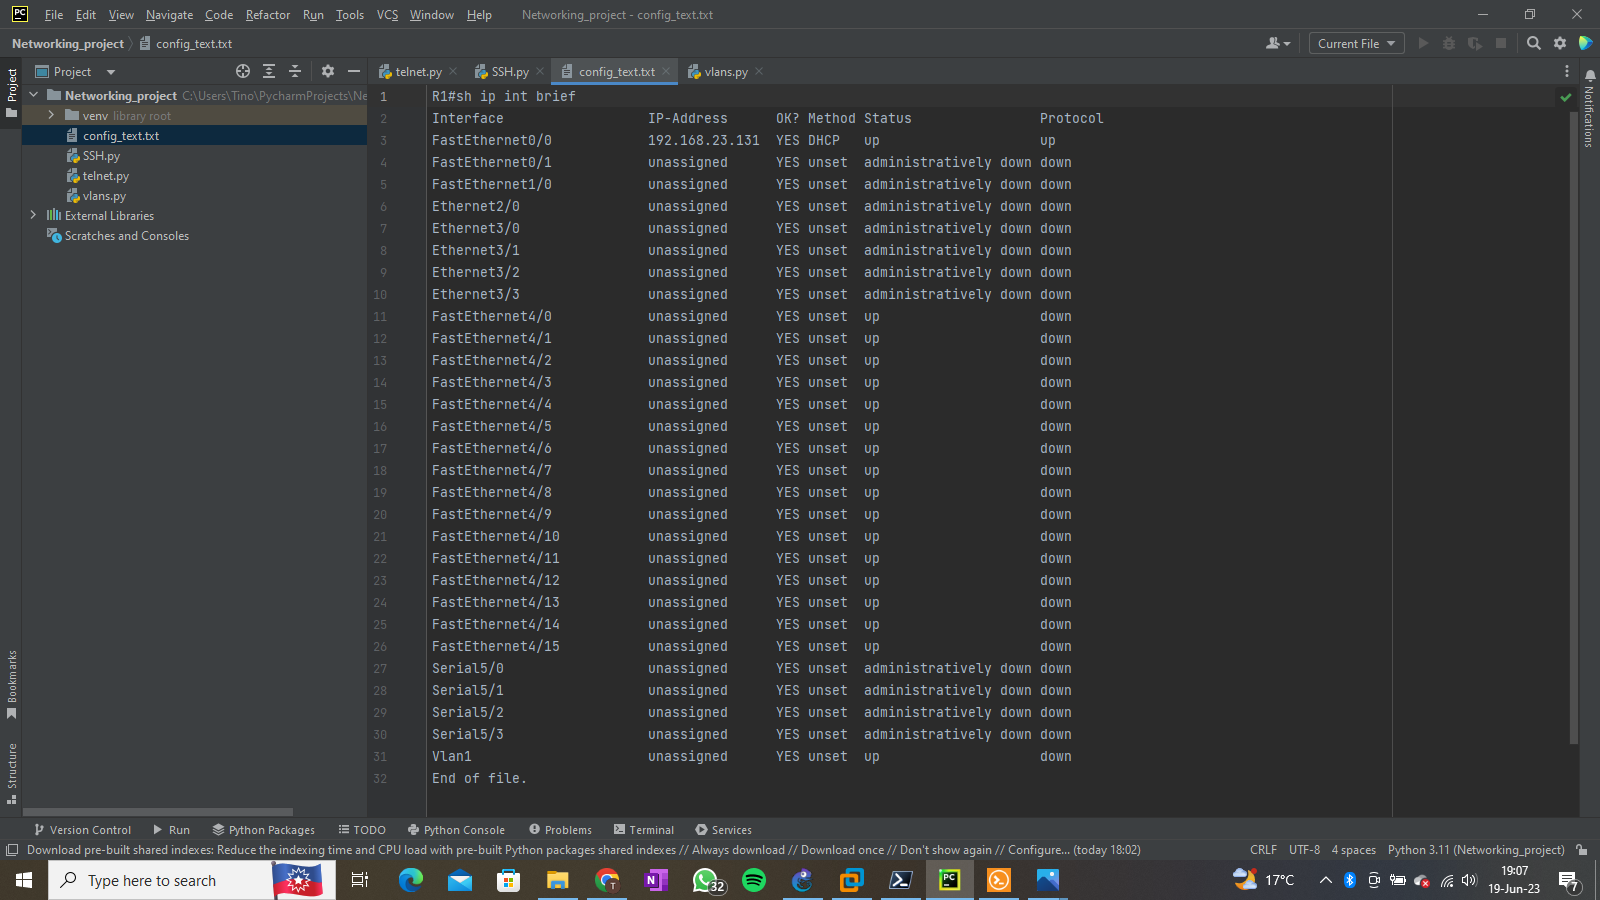 File Edit View Navigate Code Refactor Run Tools VCS Window Help Networking_project - config_text.txt
Networking_project config_text.txt Current File
Project telnet.py SSH.py config_text.txt vlans.py
Project
Notifications
Networking_project C:\Users\Tino\PycharmProjects\Ne
venv library root
config_text.txt
SSH.py
telnet.py
vlans.py
External Libraries
Scratches and Consoles
1 R1#sh ip int brief
2 Interface IP-Address OK? Method Status Protocol
3 FastEthernet0/0 192.168.23.131 YES DHCP up up
4 FastEthernet0/1 unassigned YES unset administratively down down
5 FastEthernet1/0 unassigned YES unset administratively down down
6 Ethernet2/0 unassigned YES unset administratively down down
7 Ethernet3/0 unassigned YES unset administratively down down
8 Ethernet3/1 unassigned YES unset administratively down down
9 Ethernet3/2 unassigned YES unset administratively down down
10 Ethernet3/3 unassigned YES unset administratively down down
11 FastEthernet4/0 unassigned YES unset up down
12 FastEthernet4/1 unassigned YES unset up down
13 FastEthernet4/2 unassigned YES unset up down
14 FastEthernet4/3 unassigned YES unset up down
15 FastEthernet4/4 unassigned YES unset up down
16 FastEthernet4/5 unassigned YES unset up down
17 FastEthernet4/6 unassigned YES unset up down
18 FastEthernet4/7 unassigned YES unset up down
19 FastEthernet4/8 unassigned YES unset up down
20 FastEthernet4/9 unassigned YES unset up down
21 FastEthernet4/10 unassigned YES unset up down
22 FastEthernet4/11 unassigned YES unset up down
23 FastEthernet4/12 unassigned YES unset up down
24 FastEthernet4/13 unassigned YES unset up down
25 FastEthernet4/14 unassigned YES unset up down
26 FastEthernet4/15 unassigned YES unset up down
27 Serial5/0 unassigned YES unset administratively down down
28 Serial5/1 unassigned YES unset administratively down down
29 Serial5/2 unassigned YES unset administratively down down
30 Serial5/3 unassigned YES unset administratively down down
31 Vlan1 unassigned YES unset up down
32 End of file.
Bookmarks
Structure
Version Control Run Python Packages TODO Python Console Problems Terminal Services
Download pre-built shared indexes: Reduce the indexing time and CPU load with pre-built Python packages shared indexes // Always download // Download once // Don't show again // Configure... (today 18:02) CRLF UTF-8 4 spaces Python 3.11 (Networking_project)
Type here to search 32 17°C 19:07
19-Jun-23 7